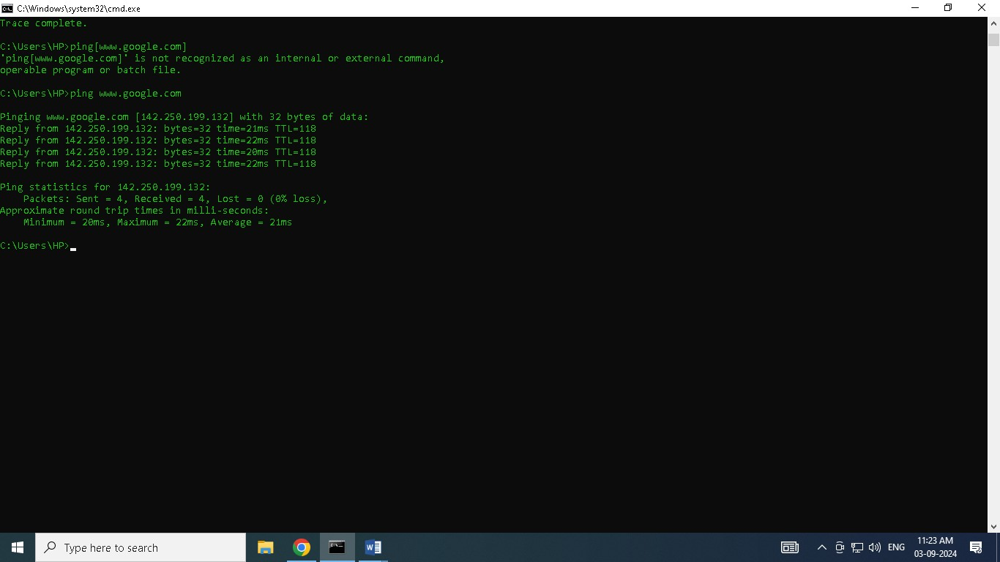 C:\Windows\system32\cmd.exe
Trace complete.
C:\Users\HP>ping[www.google.com]
'ping[www.google.com]' is not recognized as an internal or external command,
operable program or batch file.
C:\Users\HP>ping www.google.com
Pinging www.google.com [142.250.199.132] with 32 bytes of data:
Reply from 142.250.199.132: bytes=32 time=21ms TTL=118
Reply from 142.250.199.132: bytes=32 time=22ms TTL=118
Reply from 142.250.199.132: bytes=32 time=20ms TTL=118
Reply from 142.250.199.132: bytes=32 time=22ms TTL=118
Ping statistics for 142.250.199.132:
    Packets: Sent = 4, Received = 4, Lost = 0 (0% loss),
Approximate round trip times in milli-seconds:
    Minimum = 20ms, Maximum = 22ms, Average = 21ms
C:\Users\HP>
Type here to search
ENG
11:23 AM
03-09-2024